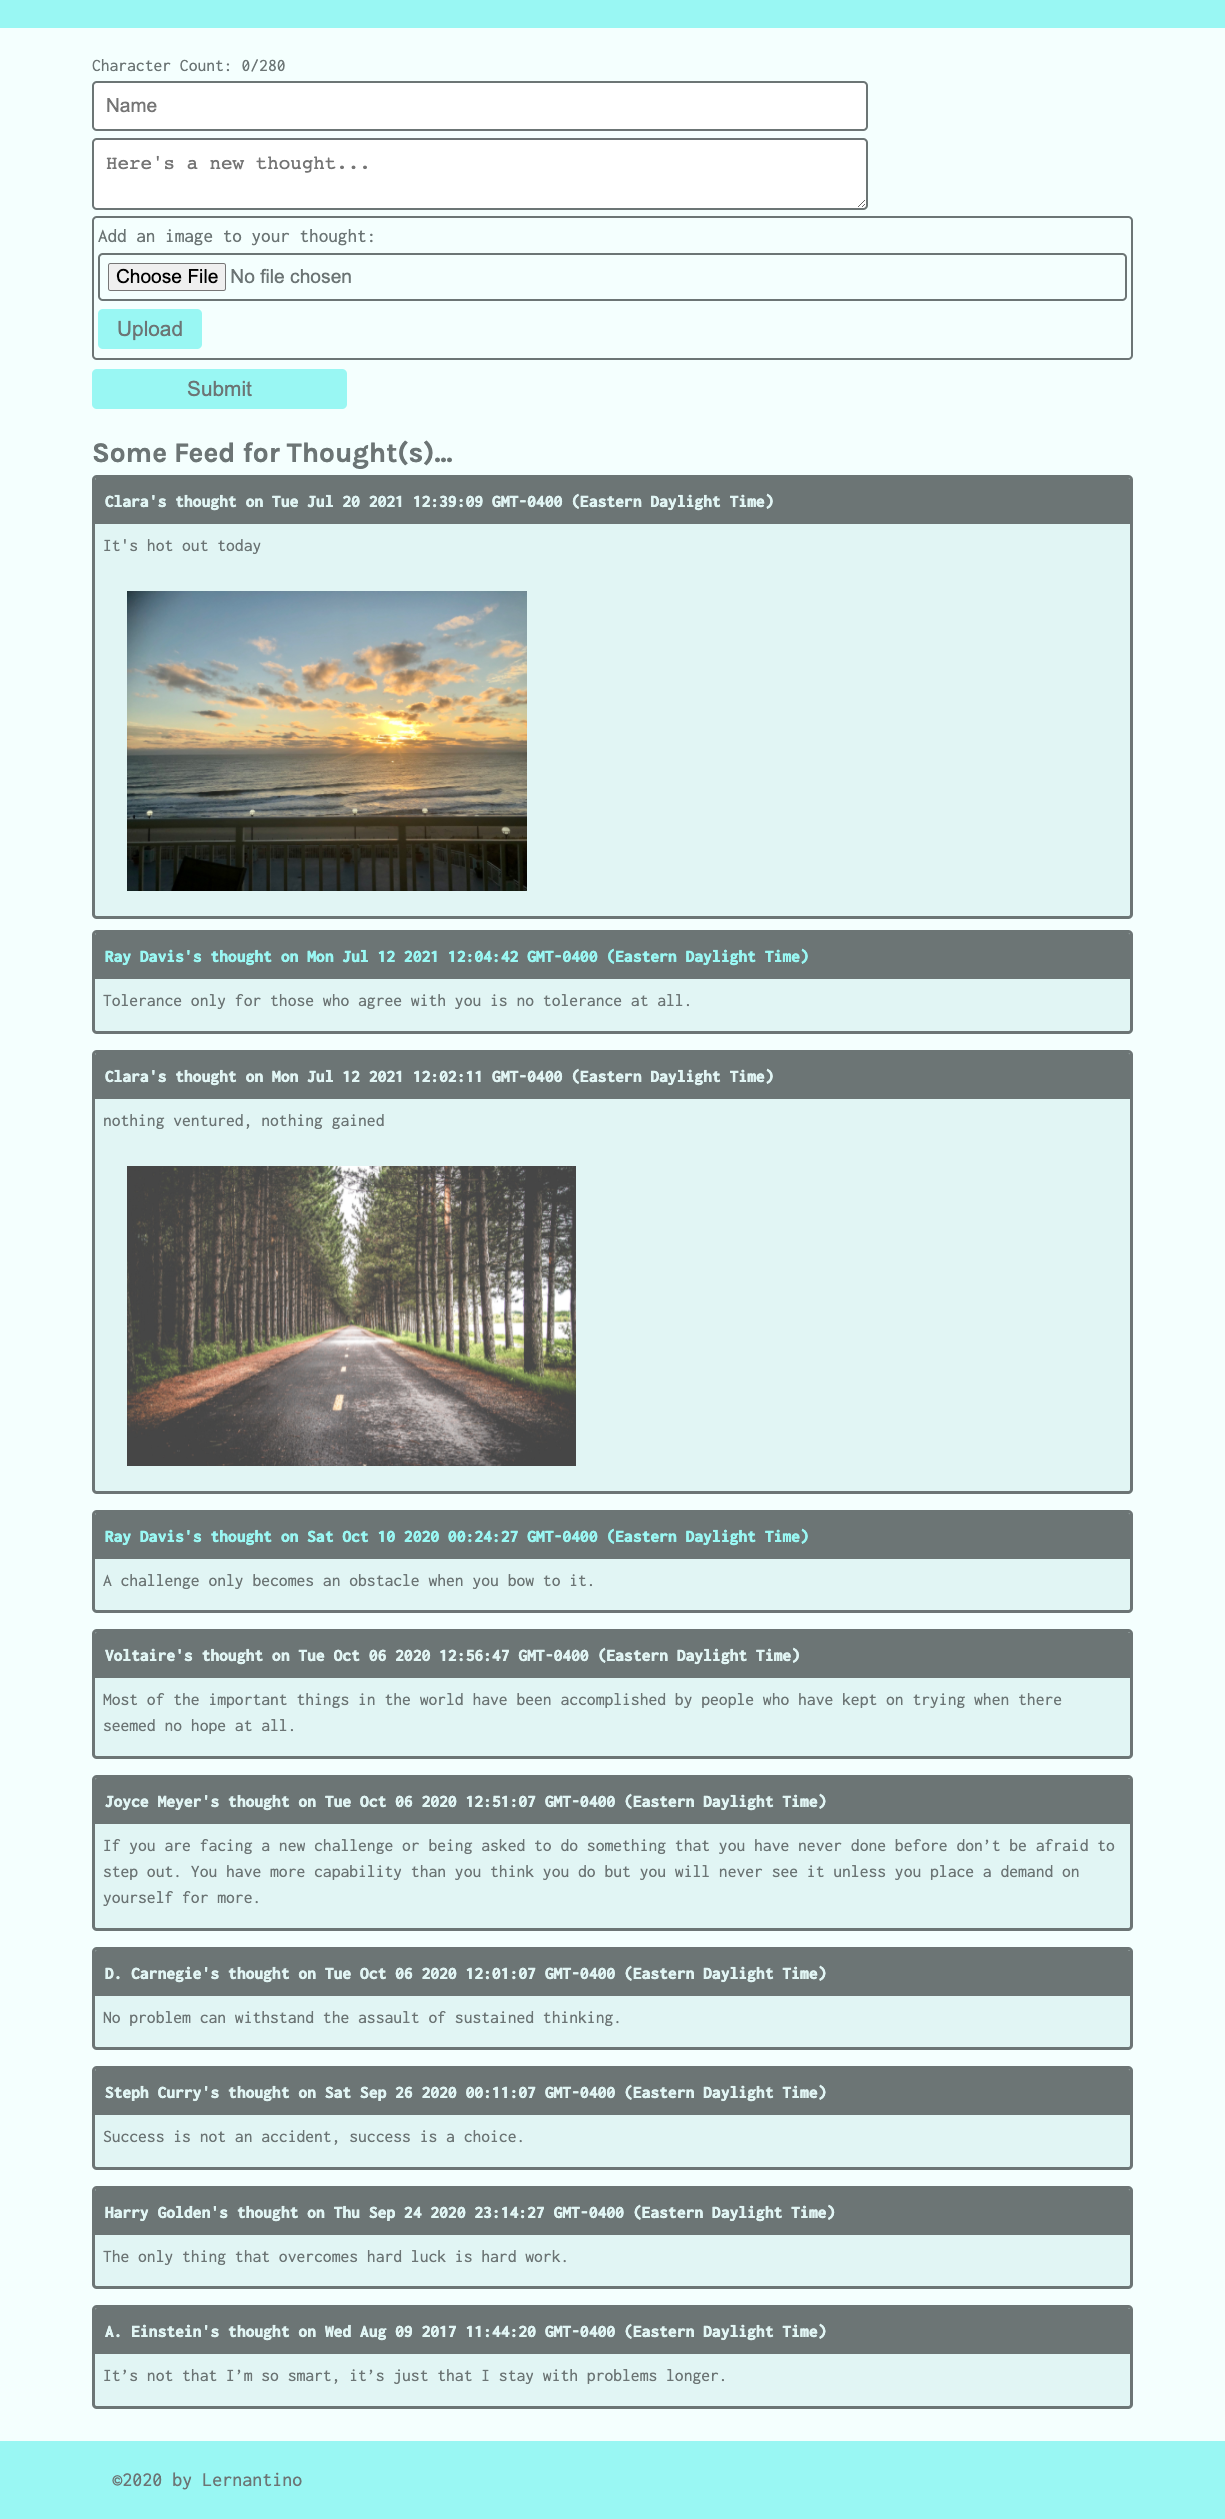 Character Count: 0/280
Name
Here's a new thought...
Add an image to your thought:
Choose File No file chosen
Upload
Submit
Some Feed for Thought(s)...
Clara's thought on Tue Jul 20 2021 12:39:09 GMT-0400 (Eastern Daylight Time)
It's hot out today
Ray Davis's thought on Mon Jul 12 2021 12:04:42 GMT-0400 (Eastern Daylight Time)
Tolerance only for those who agree with you is no tolerance at all.
Clara's thought on Mon Jul 12 2021 12:02:11 GMT-0400 (Eastern Daylight Time)
nothing ventured, nothing gained
Ray Davis's thought on Sat Oct 10 2020 00:24:27 GMT-0400 (Eastern Daylight Time)
A challenge only becomes an obstacle when you bow to it.
Voltaire's thought on Tue Oct 06 2020 12:56:47 GMT-0400 (Eastern Daylight Time)
Most of the important things in the world have been accomplished by people who have kept on trying when there
seemed no hope at all.
Joyce Meyer's thought on Tue Oct 06 2020 12:51:07 GMT-0400 (Eastern Daylight Time)
If you are facing a new challenge or being asked to do something that you have never done before don’t be afraid to
step out. You have more capability than you think you do but you will never see it unless you place a demand on
yourself for more.
D. Carnegie's thought on Tue Oct 06 2020 12:01:07 GMT-0400 (Eastern Daylight Time)
No problem can withstand the assault of sustained thinking.
Steph Curry's thought on Sat Sep 26 2020 00:11:07 GMT-0400 (Eastern Daylight Time)
Success is not an accident, success is a choice.
Harry Golden's thought on Thu Sep 24 2020 23:14:27 GMT-0400 (Eastern Daylight Time)
The only thing that overcomes hard luck is hard work.
A. Einstein's thought on Wed Aug 09 2017 11:44:20 GMT-0400 (Eastern Daylight Time)
It’s not that I’m so smart, it’s just that I stay with problems longer.
©2020 by Lernantino